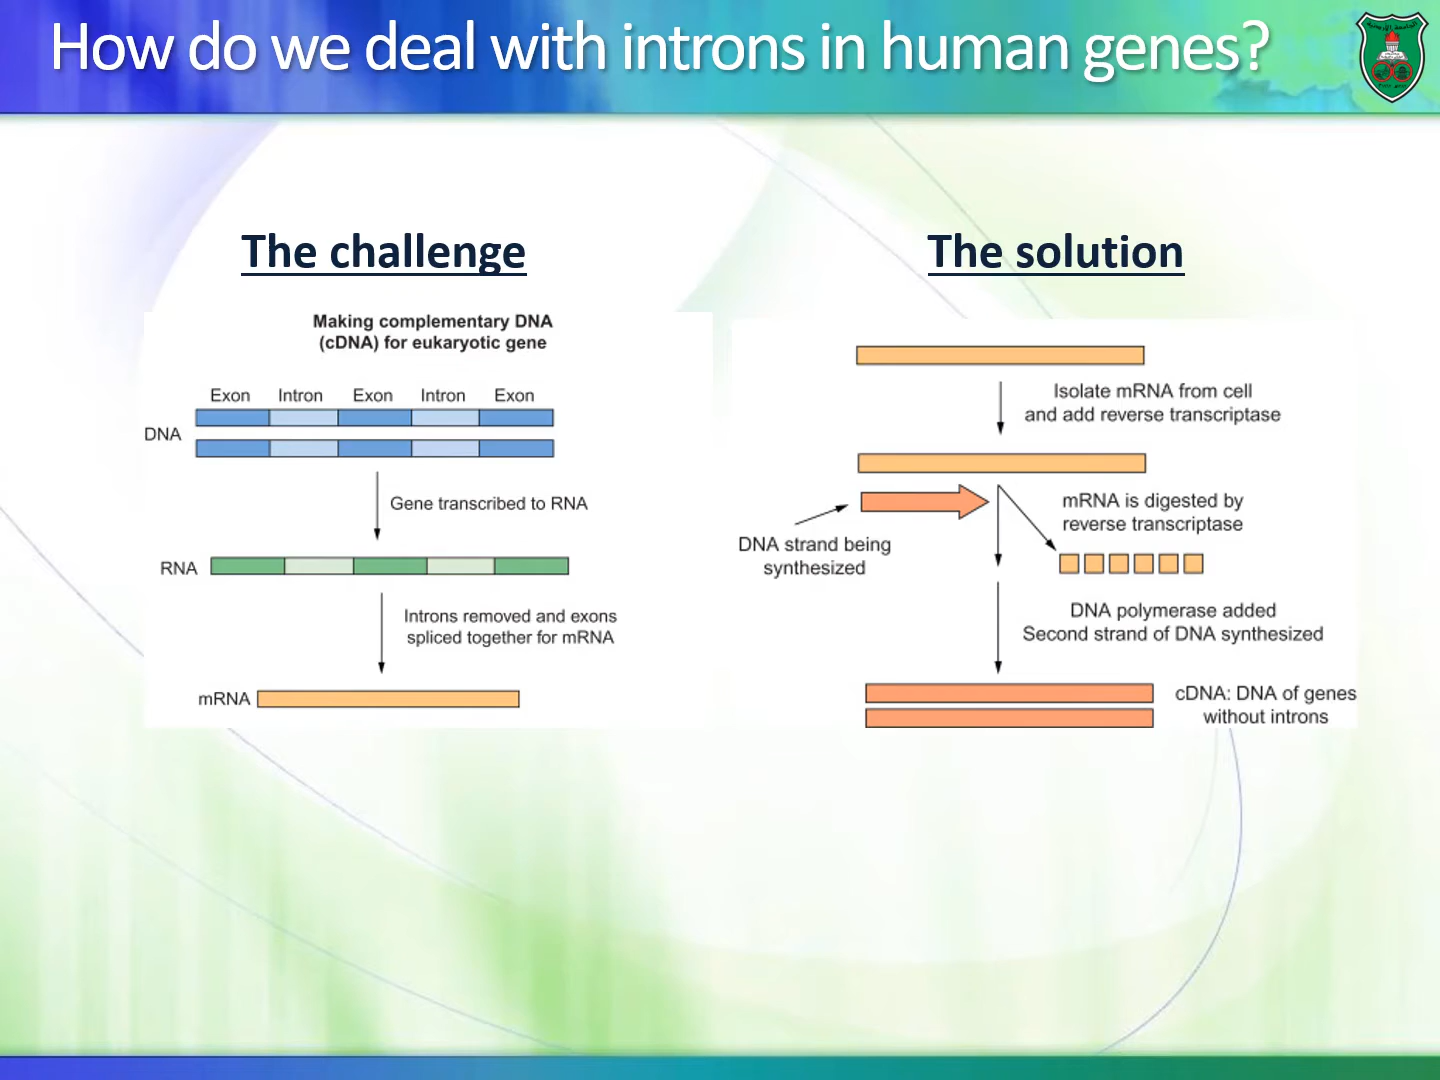 How do we deal with introns in human genes?
The challenge
Making complementary DNA
(cDNA) for eukaryotic gene
Exon Intron Exon Intron Exon
DNA
Gene transcribed to RNA
RNA
Introns removed and exons
spliced together for mRNA
mRNA
The solution
Isolate mRNA from cell
and add reverse transcriptase
mRNA is digested by
reverse transcriptase
DNA strand being
synthesized
DNA polymerase added
Second strand of DNA synthesized
cDNA: DNA of genes
without introns